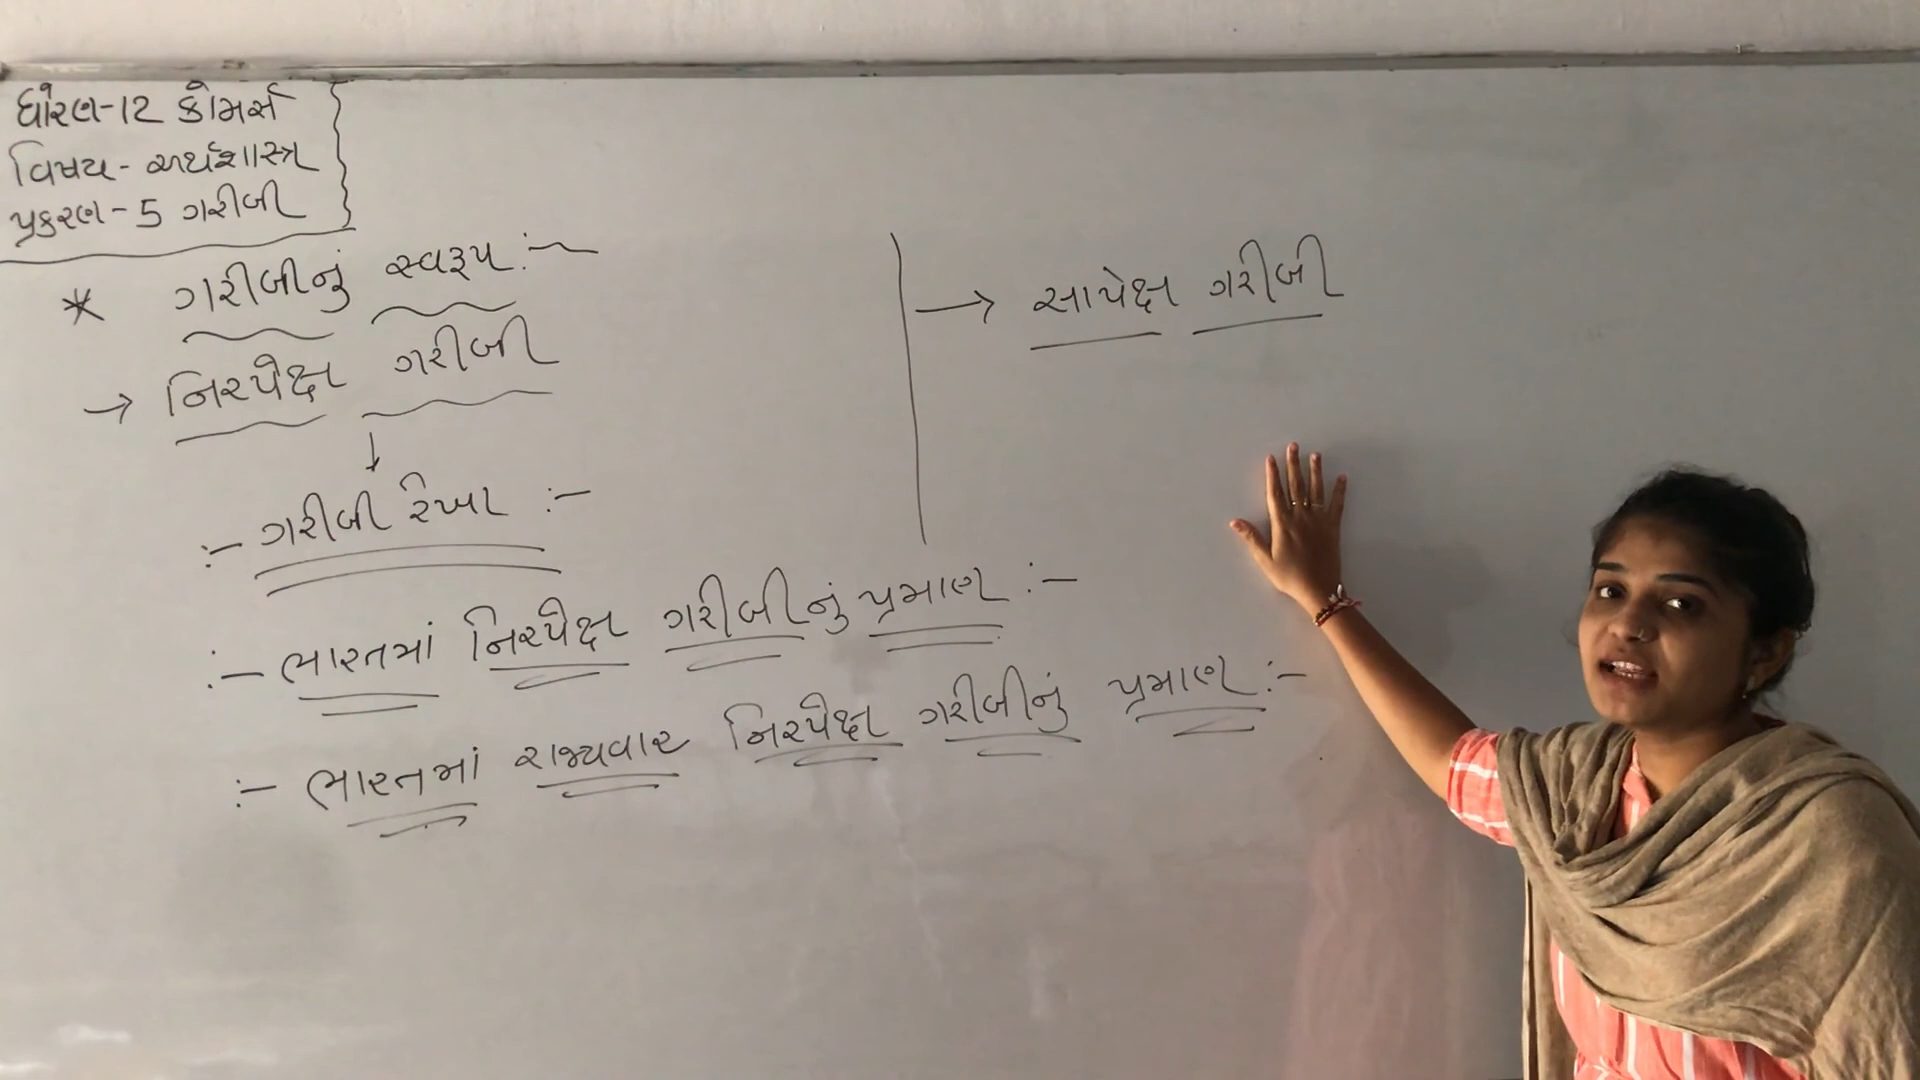 ધોરણ-12 કોમર્સ
વિષય- અર્થશાસ્ત્ર
પ્રકરણ-5 ગરીબી
* ગરીબીનું સ્વરૂપ :-
→ નિરપેક્ષ ગરીબી
↓
:- ગરીબી રેખા :-
:- ભારતમાં નિરપેક્ષ ગરીબીનું પ્રમાણ :-
:- ભારતમાં રાજ્યવાર નિરપેક્ષ ગરીબીનું પ્રમાણ :-
→ સાપેક્ષ ગરીબી